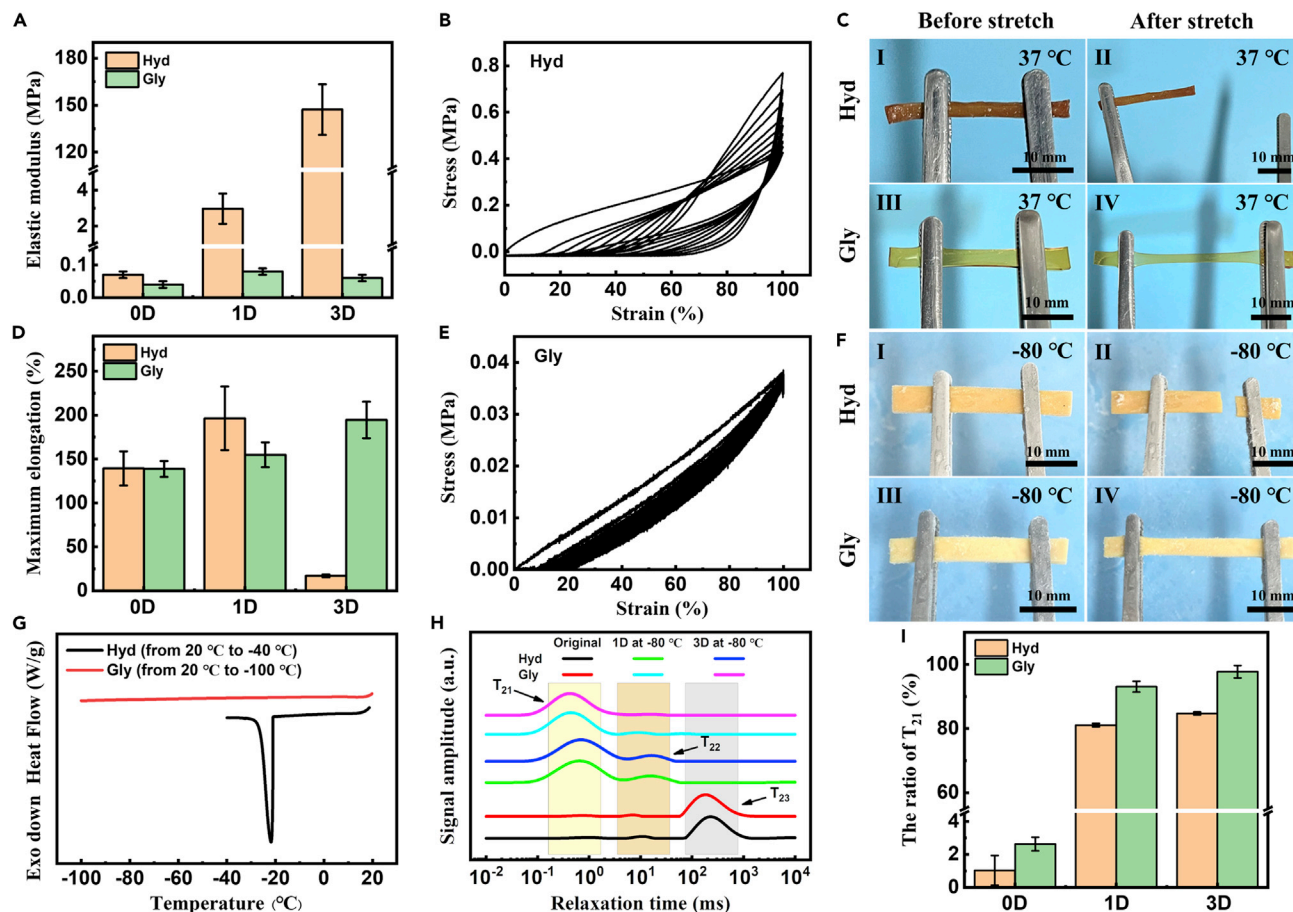 A
Elastic modulus (MPa)
180
150
120
4
2
0.1
0.0
Hyd
Gly
0D
1D
3D
B
Stress (MPa)
0.8
0.6
0.4
0.2
0.0
Hyd
0
20
40
60
80
100
Strain (%)
C
Before stretch
After stretch
Hyd
I
37 °C
10 mm
II
37 °C
10 mm
Gly
III
37 °C
10 mm
IV
37 °C
10 mm
D
Maximum elongation (%)
250
200
150
100
50
0
Hyd
Gly
0D
1D
3D
E
Stress (MPa)
0.04
0.03
0.02
0.01
0.00
Gly
0
20
40
60
80
100
Strain (%)
F
Hyd
I
-80 °C
10 mm
II
-80 °C
10 mm
Gly
III
-80 °C
10 mm
IV
-80 °C
10 mm
G
Exo down Heat Flow (W/g)
Hyd (from 20 °C to -40 °C)
Gly (from 20 °C to -100 °C)
-100
-80
-60
-40
-20
0
20
Temperature (°C)
H
Signal amplitude (a.u.)
Original
1D at -80 °C
3D at -80 °C
Hyd
Gly
T21
T22
T23
10-2
10-1
100
101
102
103
104
Relaxation time (ms)
I
The ratio of T21 (%)
100
80
60
4
2
0
Hyd
Gly
0D
1D
3D